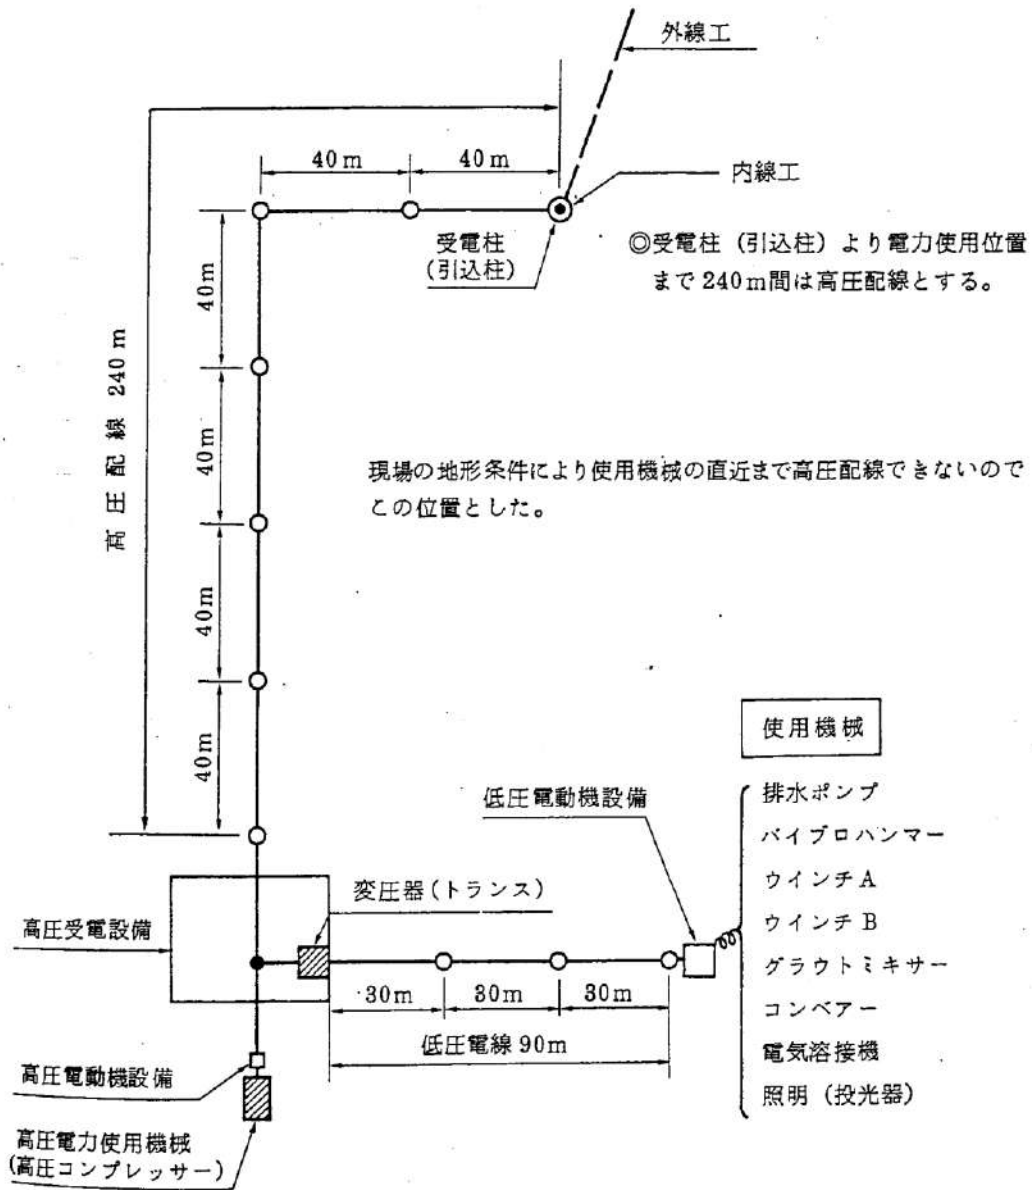 外線工
40m
40m
内線工
受電柱
(引込柱)
◎受電柱（引込柱）より電力使用位置
まで240m間は高圧配線とする。
40m
高圧配線 240m
40m
現場の地形条件により使用機械の直近まで高圧配線できないので
この位置とした。
40m
40m
使用機械
低圧電動機設備
排水ポンプ
バイブロハンマー
変圧器(トランス)
ウインチA
高圧受電設備
ウインチB
グラウトミキサー
30m
30m
30m
コンベアー
低圧電線90m
電気溶接機
高圧電動機設備
照明（投光器）
高圧電力使用機械
(高圧コンプレッサー)